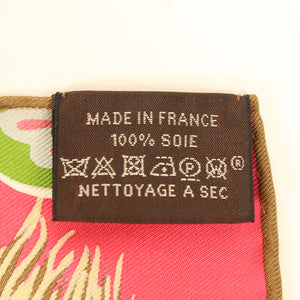 MADE IN FRANCE
100% SOIE
®
NETTOYAGE A SEC